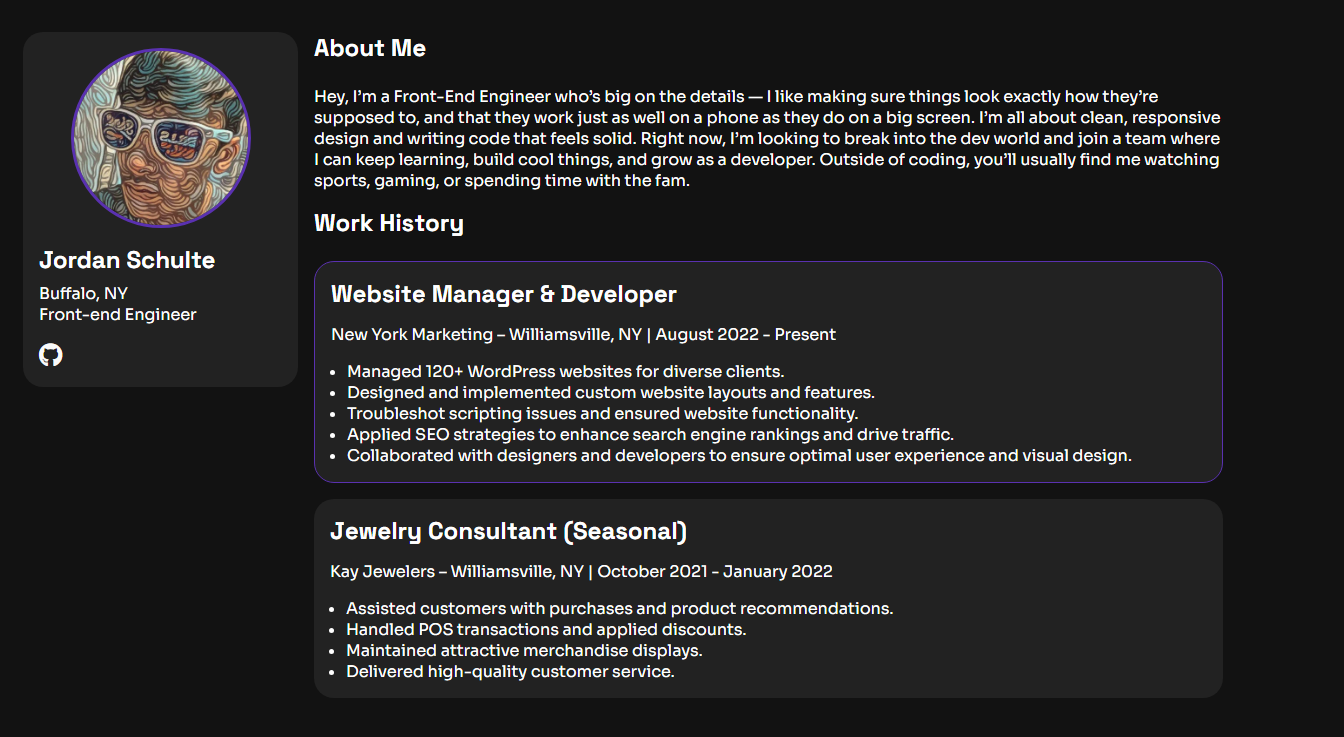 Jordan Schulte
Buffalo, NY
Front-end Engineer
About Me
Hey, I’m a Front-End Engineer who’s big on the details — I like making sure things look exactly how they’re
supposed to, and that they work just as well on a phone as they do on a big screen. I’m all about clean, responsive
design and writing code that feels solid. Right now, I’m looking to break into the dev world and join a team where
I can keep learning, build cool things, and grow as a developer. Outside of coding, you’ll usually find me watching
sports, gaming, or spending time with the fam.
Work History
Website Manager & Developer
New York Marketing – Williamsville, NY | August 2022 - Present
• Managed 120+ WordPress websites for diverse clients.
• Designed and implemented custom website layouts and features.
• Troubleshot scripting issues and ensured website functionality.
• Applied SEO strategies to enhance search engine rankings and drive traffic.
• Collaborated with designers and developers to ensure optimal user experience and visual design.
Jewelry Consultant (Seasonal)
Kay Jewelers – Williamsville, NY | October 2021 - January 2022
• Assisted customers with purchases and product recommendations.
• Handled POS transactions and applied discounts.
• Maintained attractive merchandise displays.
• Delivered high-quality customer service.